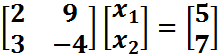 [2 9
3 -4] [x₁
x₂] = [5
7]